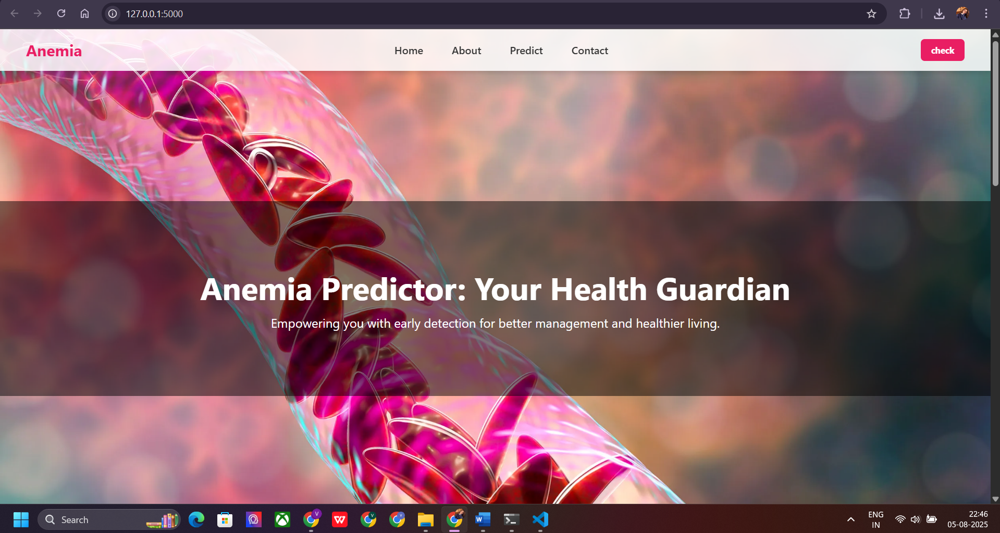 127.0.0.1:5000
Anemia
Home About Predict Contact
check
Anemia Predictor: Your Health Guardian
Empowering you with early detection for better management and healthier living.
Search
V
W
V
V
W
ENG
IN
22:46
05-08-2025